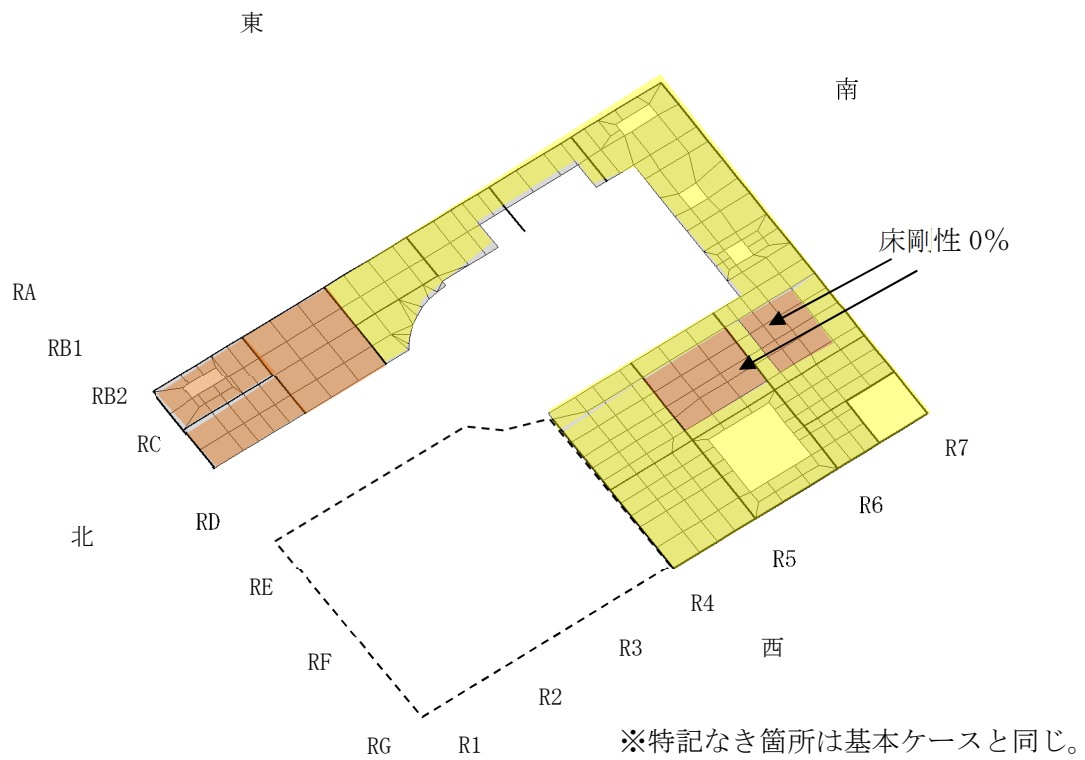 東
南
床剛性 0%
RA
RB1
RB2
RC
RD
RE
RF
RG
R1
R2
R3
R4
R5
R6
R7
北
西
※特記なき箇所は基本ケースと同じ。